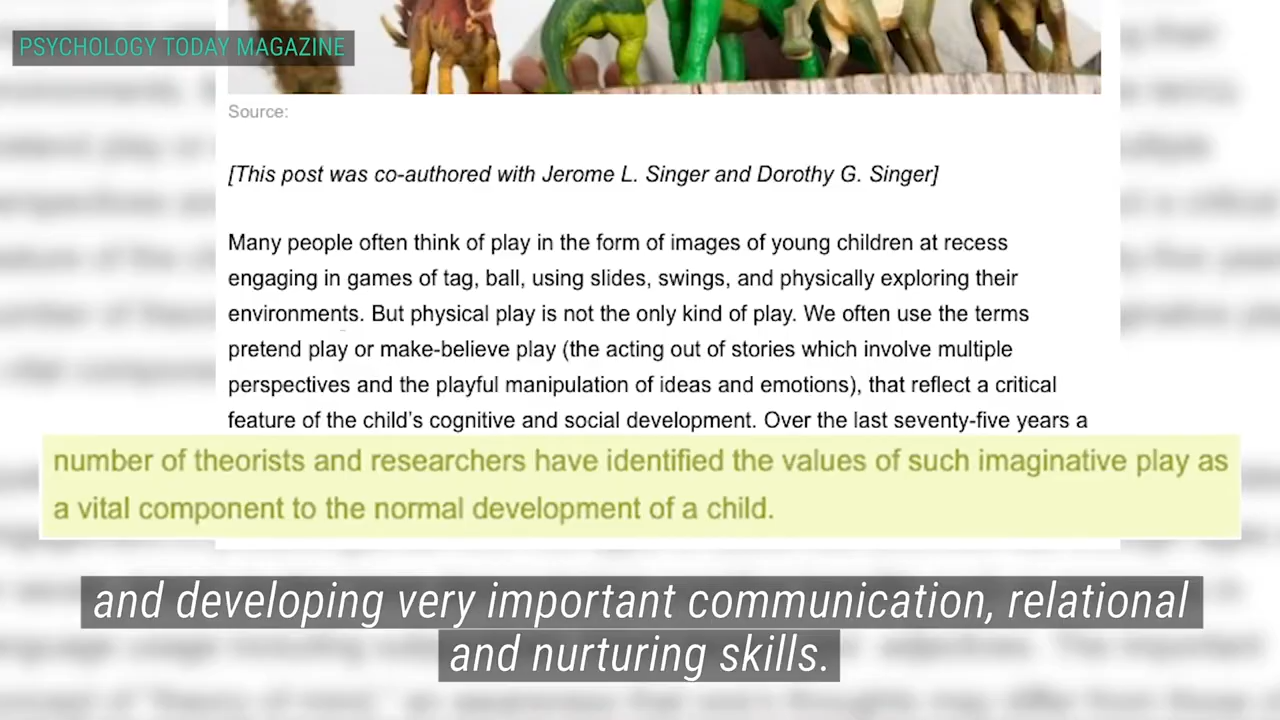 PSYCHOLOGY TODAY MAGAZINE
Source:
[This post was co-authored with Jerome L. Singer and Dorothy G. Singer]
Many people often think of play in the form of images of young children at recess
engaging in games of tag, ball, using slides, swings, and physically exploring their
environments. But physical play is not the only kind of play. We often use the terms
pretend play or make-believe play (the acting out of stories which involve multiple
perspectives and the playful manipulation of ideas and emotions), that reflect a critical
feature of the child's cognitive and social development. Over the last seventy-five years a
number of theorists and researchers have identified the values of such imaginative play as
a vital component to the normal development of a child.
and developing very important communication, relational
and nurturing skills.